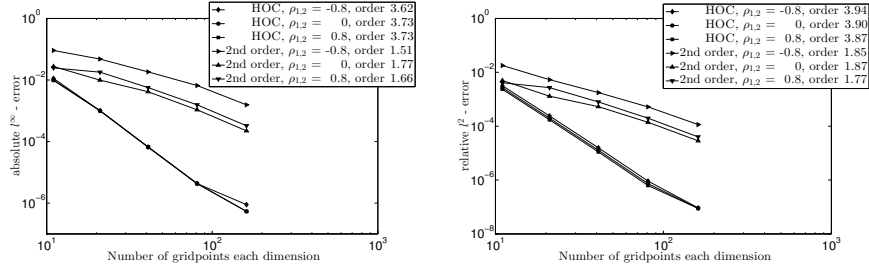 HOC, ρ1,2 = -0.8, order 3.62
HOC, ρ1,2 = 0, order 3.73
HOC, ρ1,2 = 0.8, order 3.73
2nd order, ρ1,2 = -0.8, order 1.51
2nd order, ρ1,2 = 0, order 1.77
2nd order, ρ1,2 = 0.8, order 1.66
10^0
10^-2
10^-4
10^-6
absolute l^∞ - error
10^1
10^2
10^3
Number of gridpoints each dimension
HOC, ρ1,2 = -0.8, order 3.94
HOC, ρ1,2 = 0, order 3.90
HOC, ρ1,2 = 0.8, order 3.87
2nd order, ρ1,2 = -0.8, order 1.85
2nd order, ρ1,2 = 0, order 1.87
2nd order, ρ1,2 = 0.8, order 1.77
10^0
10^-2
10^-4
10^-6
10^-8
relative l^2 - error
10^1
10^2
10^3
Number of gridpoints each dimension